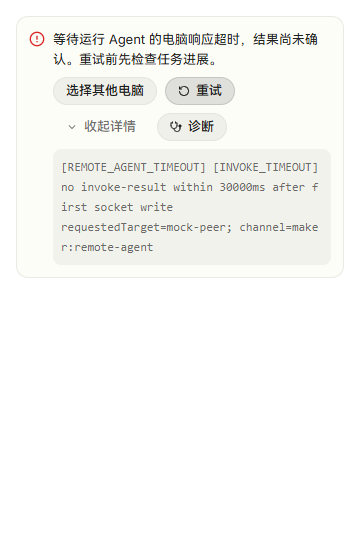 等待运行 Agent 的电脑响应超时，结果尚未确
认。重试前先检查任务进展。
选择其他电脑 重试
收起详情 诊断
[REMOTE_AGENT_TIMEOUT] [INVOKE_TIMEOUT]
no invoke-result within 30000ms after f
irst socket write
requestedTarget=mock-peer; channel=make
r:remote-agent